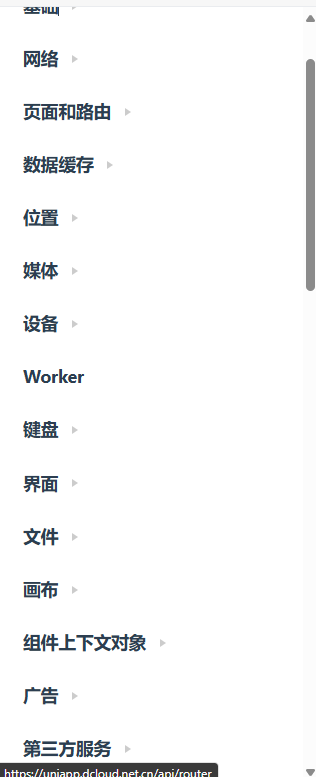 基础
网络
页面和路由
数据缓存
位置
媒体
设备
Worker
键盘
界面
文件
画布
组件上下文对象
广告
第三方服务
https://uniapp.dcloud.net.cn/api/router